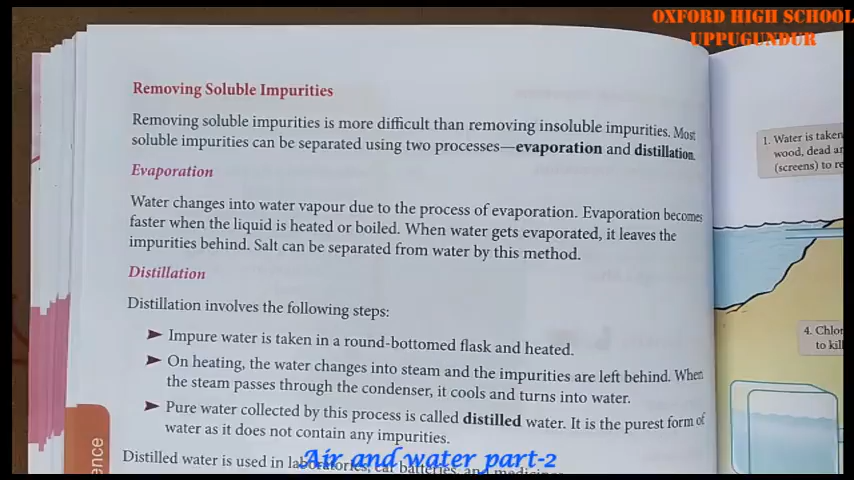 OXFORD HIGH SCHOOL
UPPUGUNDUR
Removing Soluble Impurities
Removing soluble impurities is more difficult than removing insoluble impurities. Most
soluble impurities can be separated using two processes—evaporation and distillation.
Evaporation
Water changes into water vapour due to the process of evaporation. Evaporation becomes
faster when the liquid is heated or boiled. When water gets evaporated, it leaves the
impurities behind. Salt can be separated from water by this method.
Distillation
Distillation involves the following steps:
➤ Impure water is taken in a round-bottomed flask and heated.
➤ On heating, the water changes into steam and the impurities are left behind. When
the steam passes through the condenser, it cools and turns into water.
➤ Pure water collected by this process is called distilled water. It is the purest form of
water as it does not contain any impurities.
Distilled water is used in laboratories, car batteries, and
Air and water part-2
ence
1. Water is taken
wood, dead
(screens) to
4.
to